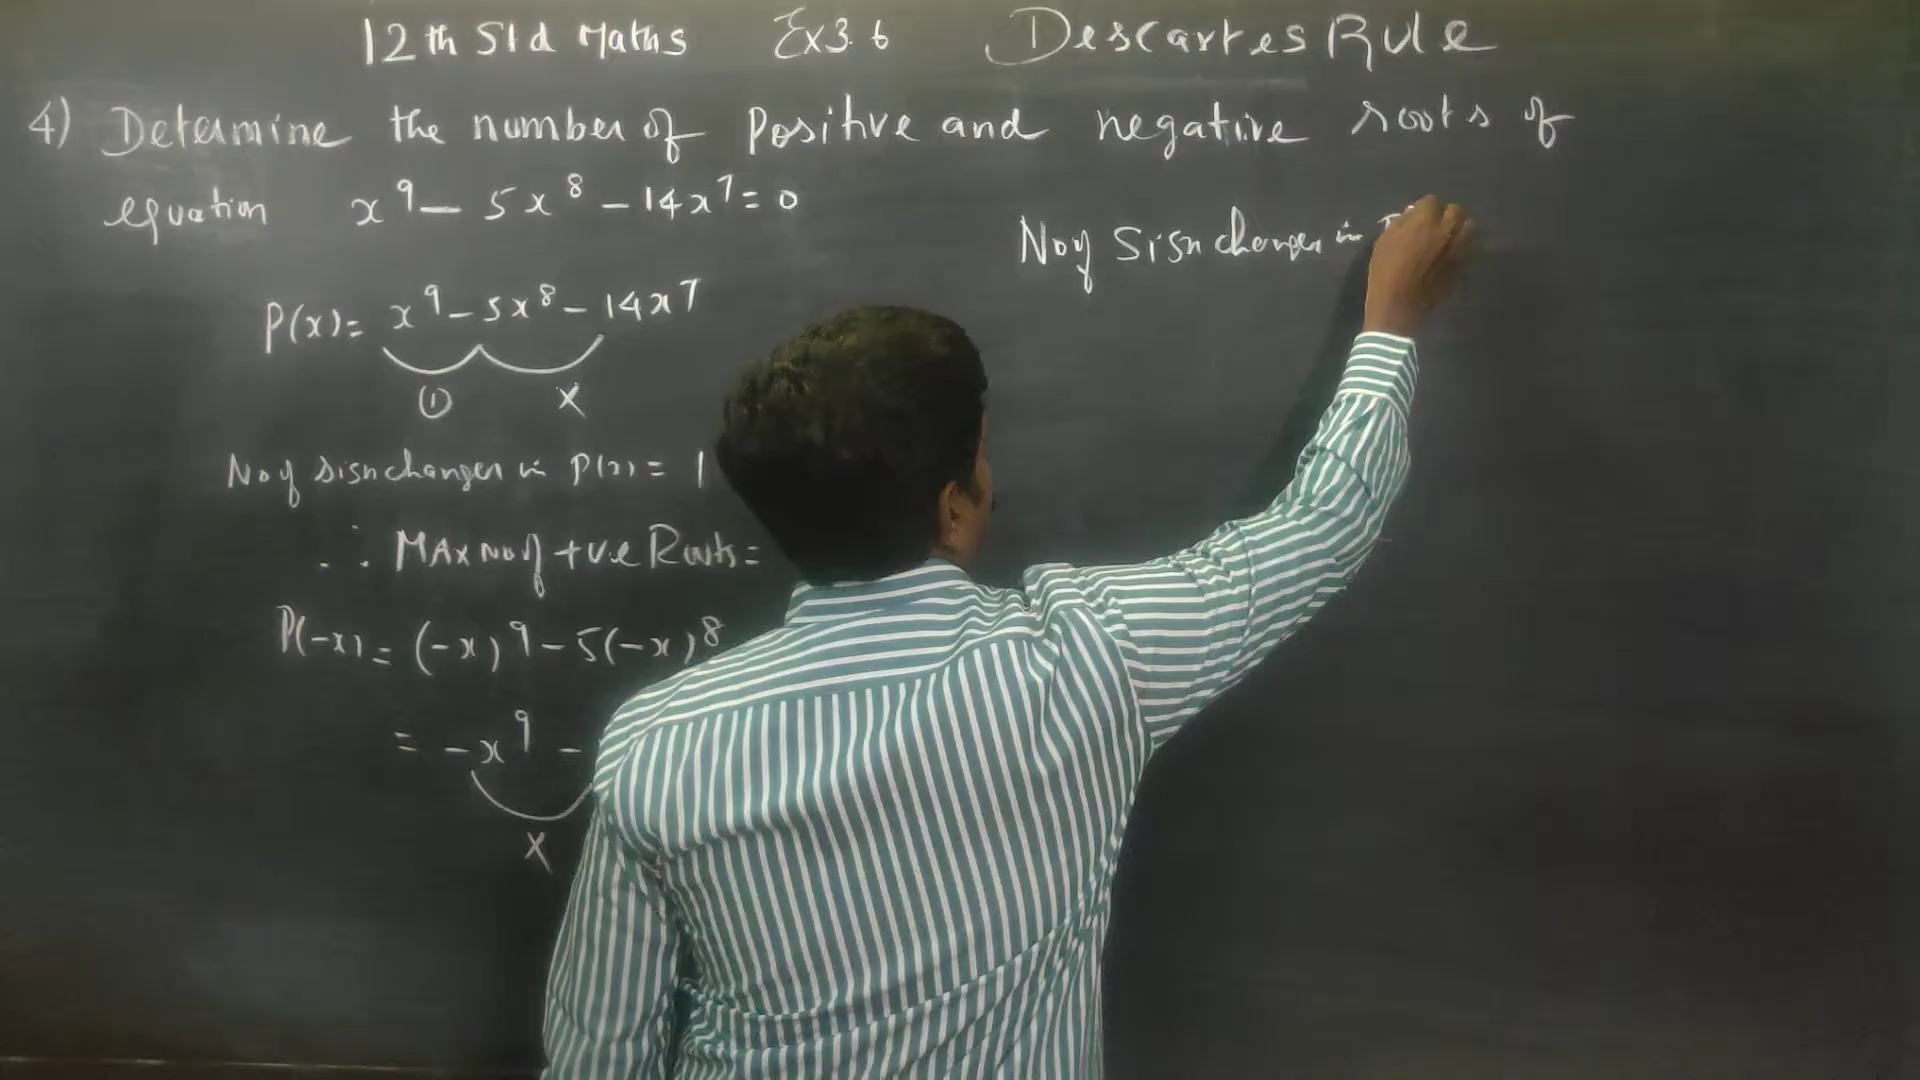 12th Std Maths Ex 3.6 Descartes Rule
4) Determine the number of Positive and negative roots of
equation x⁹ - 5x⁸ - 14x⁷ = 0
P(x) = x⁹ - 5x⁸ - 14x⁷
① x
No of sign changes in P(x) = 1
∴ MAX No of +ve Roots =
P(-x) = (-x)⁹ - 5(-x)⁸
= -x⁹ -
x
No of Sign changes in